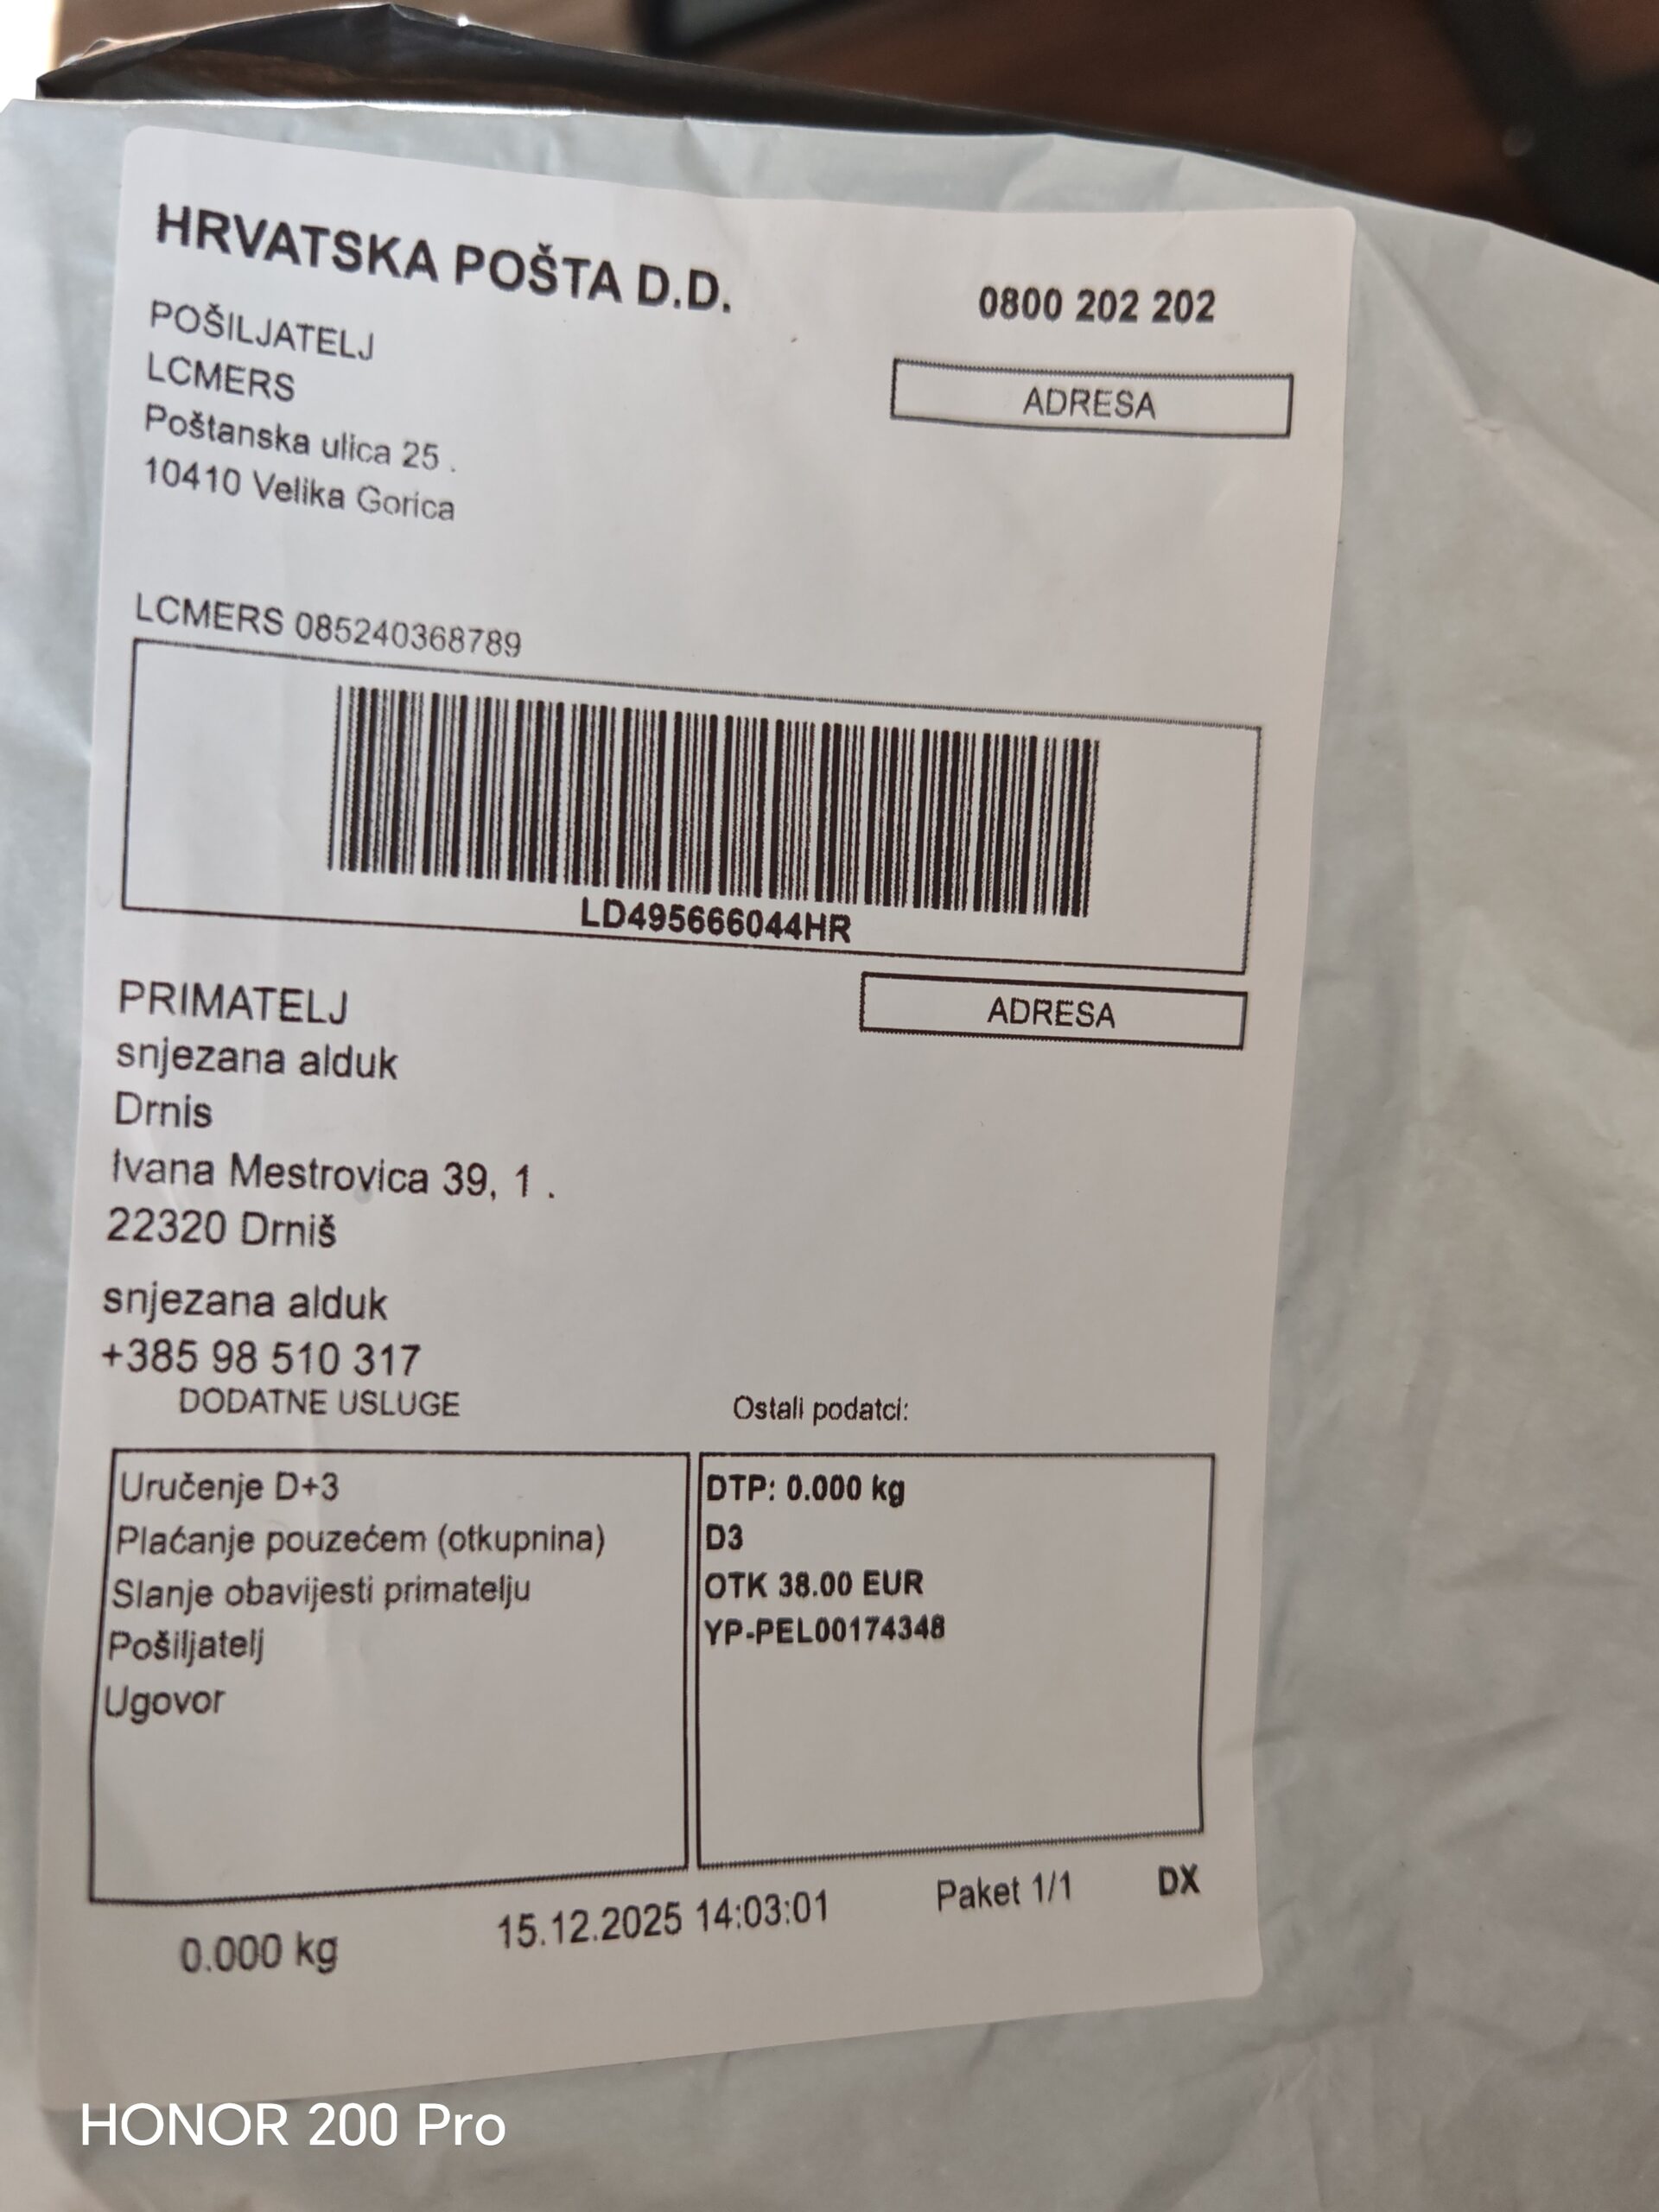 HRVATSKA POŠTA D.D.
0800 202 202
POŠILJATELJ
LCMERS
ADRESA
Poštanska ulica 25 .
10410 Velika Gorica
LCMERS 085240368789
LD495666044HR
PRIMATELJ
ADRESA
snjezana alduk
Drnis
Ivana Mestrovica 39, 1 .
22320 Drniš
snjezana alduk
+385 98 510 317
DODATNE USLUGE
Uručenje D+3
Plaćanje pouzećem (otkupnina)
Slanje obavijesti primatelju
Pošiljatelj
Ugovor
Ostali podatci:
DTP: 0.000 kg
D3
OTK 38.00 EUR
YP-PEL00174348
0.000 kg
15.12.2025 14:03:01
Paket 1/1
DX
HONOR 200 Pro